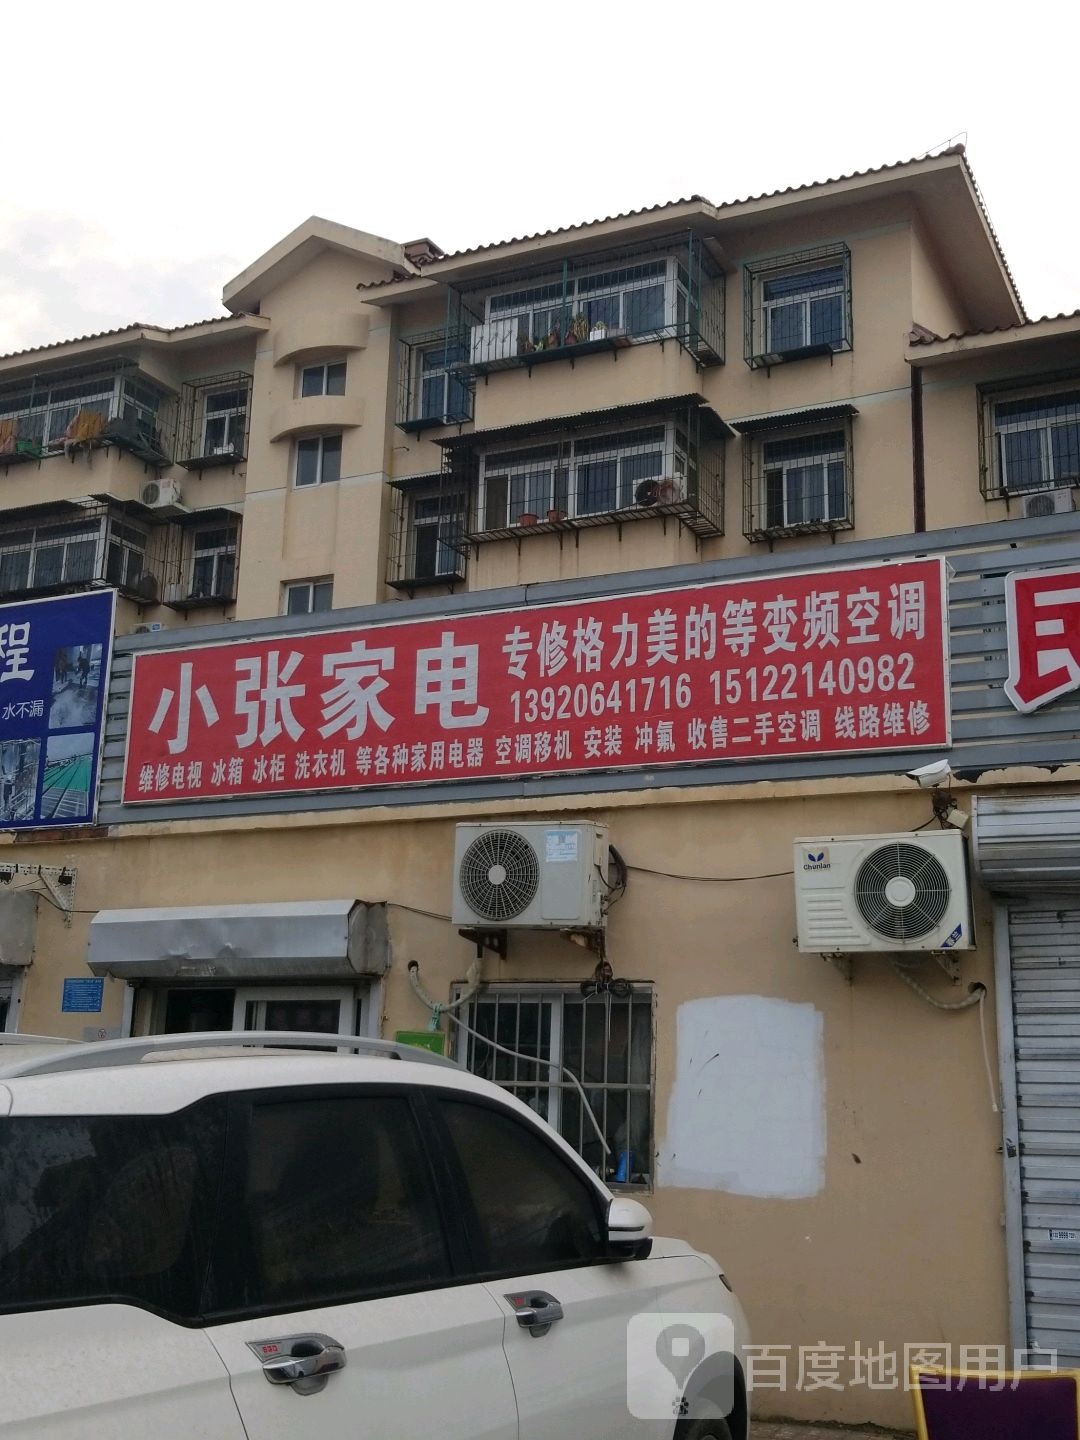 程
水不漏
小张家电
专修格力美的等变频空调
13920641716 15122140982
维修电视 冰箱 冰柜 洗衣机 等各种家用电器 空调移机 安装 冲氟 收售二手空调 线路维修
民
Chunlan
春兰
百度地图用户